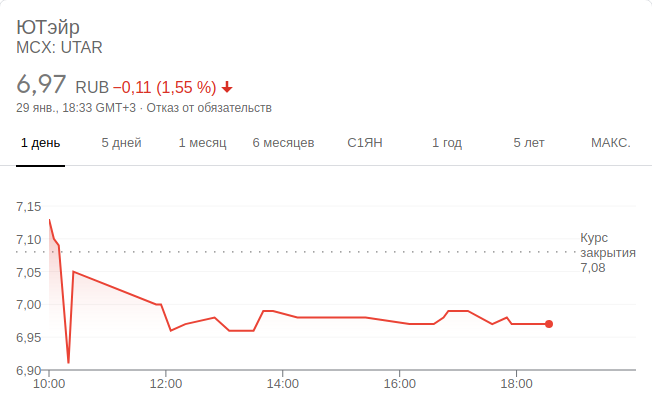 ЮТэйр
MCX: UTAR
6,97 RUB −0,11 (1,55 %)
29 янв., 18:33 GMT+3 · Отказ от обязательств
1 день 5 дней 1 месяц 6 месяцев С1ЯН 1 год 5 лет МАКС.
7,15
7,10
7,05
7,00
6,95
6,90
Курс
закрытия
7,08
10:00 12:00 14:00 16:00 18:00